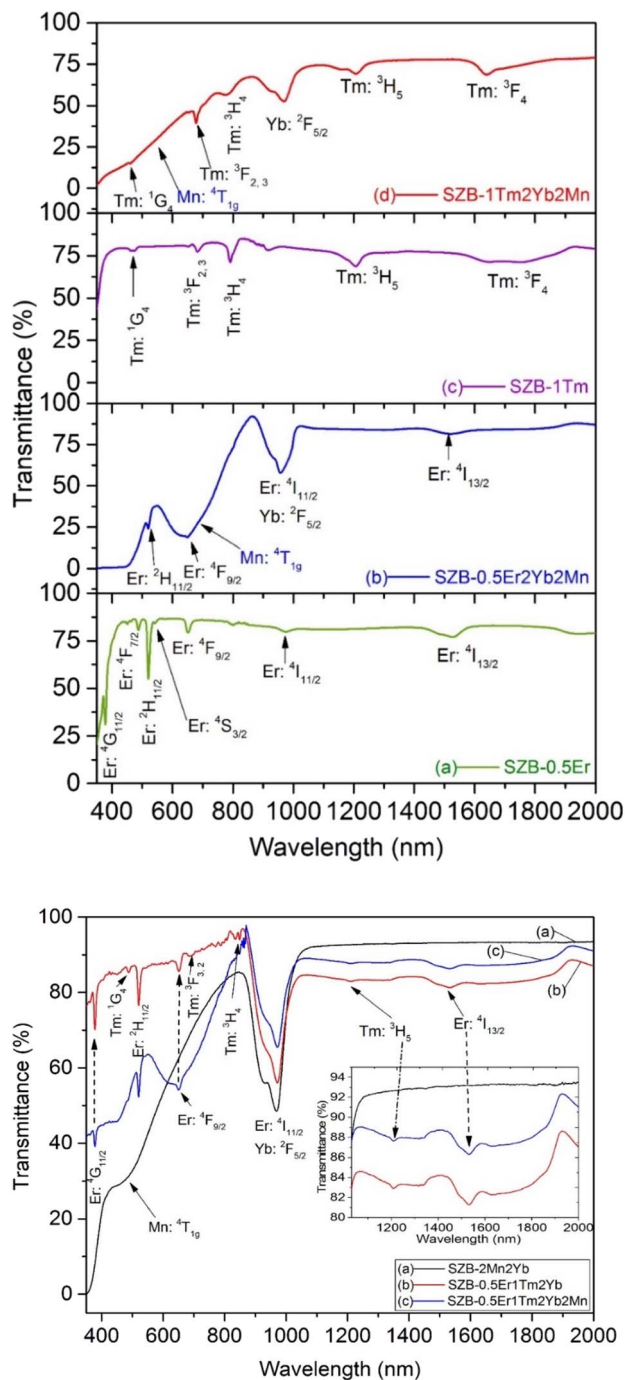 100
75
50
25
0
Tm: ¹G₄
Mn: ⁴T₁g
Tm: ³F₂, ₃
Tm: ³H₄
Yb: ²F₅/₂
Tm: ³H₅
Tm: ³F₄
(d) SZB-1Tm2Yb2Mn
100
75
50
25
0
Tm: ¹G₄
Tm: ³F₂, ₃
Tm: ³H₄
Tm: ³H₅
Tm: ³F₄
(c) SZB-1Tm
Transmittance (%)
100
75
50
25
0
Er: ²H₁₁/₂
Er: ⁴F₉/₂
Mn: ⁴T₁g
Er: ⁴I₁₁/₂
Yb: ²F₅/₂
Er: ⁴I₁₃/₂
(b) SZB-0.5Er2Yb2Mn
100
75
50
25
0
Er: ⁴G₁₁/₂
Er: ⁴F₇/₂
Er: ²H₁₁/₂
Er: ⁴S₃/₂
Er: ⁴F₉/₂
Er: ⁴I₁₁/₂
Er: ⁴I₁₃/₂
(a) SZB-0.5Er
400 600 800 1000 1200 1400 1600 1800 2000
Wavelength (nm)
100
80
60
40
20
0
Transmittance (%)
(a)
(c)
(b)
Er: ⁴G₁₁/₂
Tm: ¹G₄
Er: ²H₁₁/₂
Tm: ³F₃,₂
Tm: ³H₄
Er: ⁴F₉/₂
Mn: ⁴T₁g
Er: ⁴I₁₁/₂
Yb: ²F₅/₂
Tm: ³H₅
Er: ⁴I₁₃/₂
94
92
90
88
86
84
82
80
Transmittance (%)
1200 1400 1600 1800 2000
Wavelength (nm)
(a) SZB-2Mn2Yb
(b) SZB-0.5Er1Tm2Yb
(c) SZB-0.5Er1Tm2Yb2Mn
400 600 800 1000 1200 1400 1600 1800 2000
Wavelength (nm)